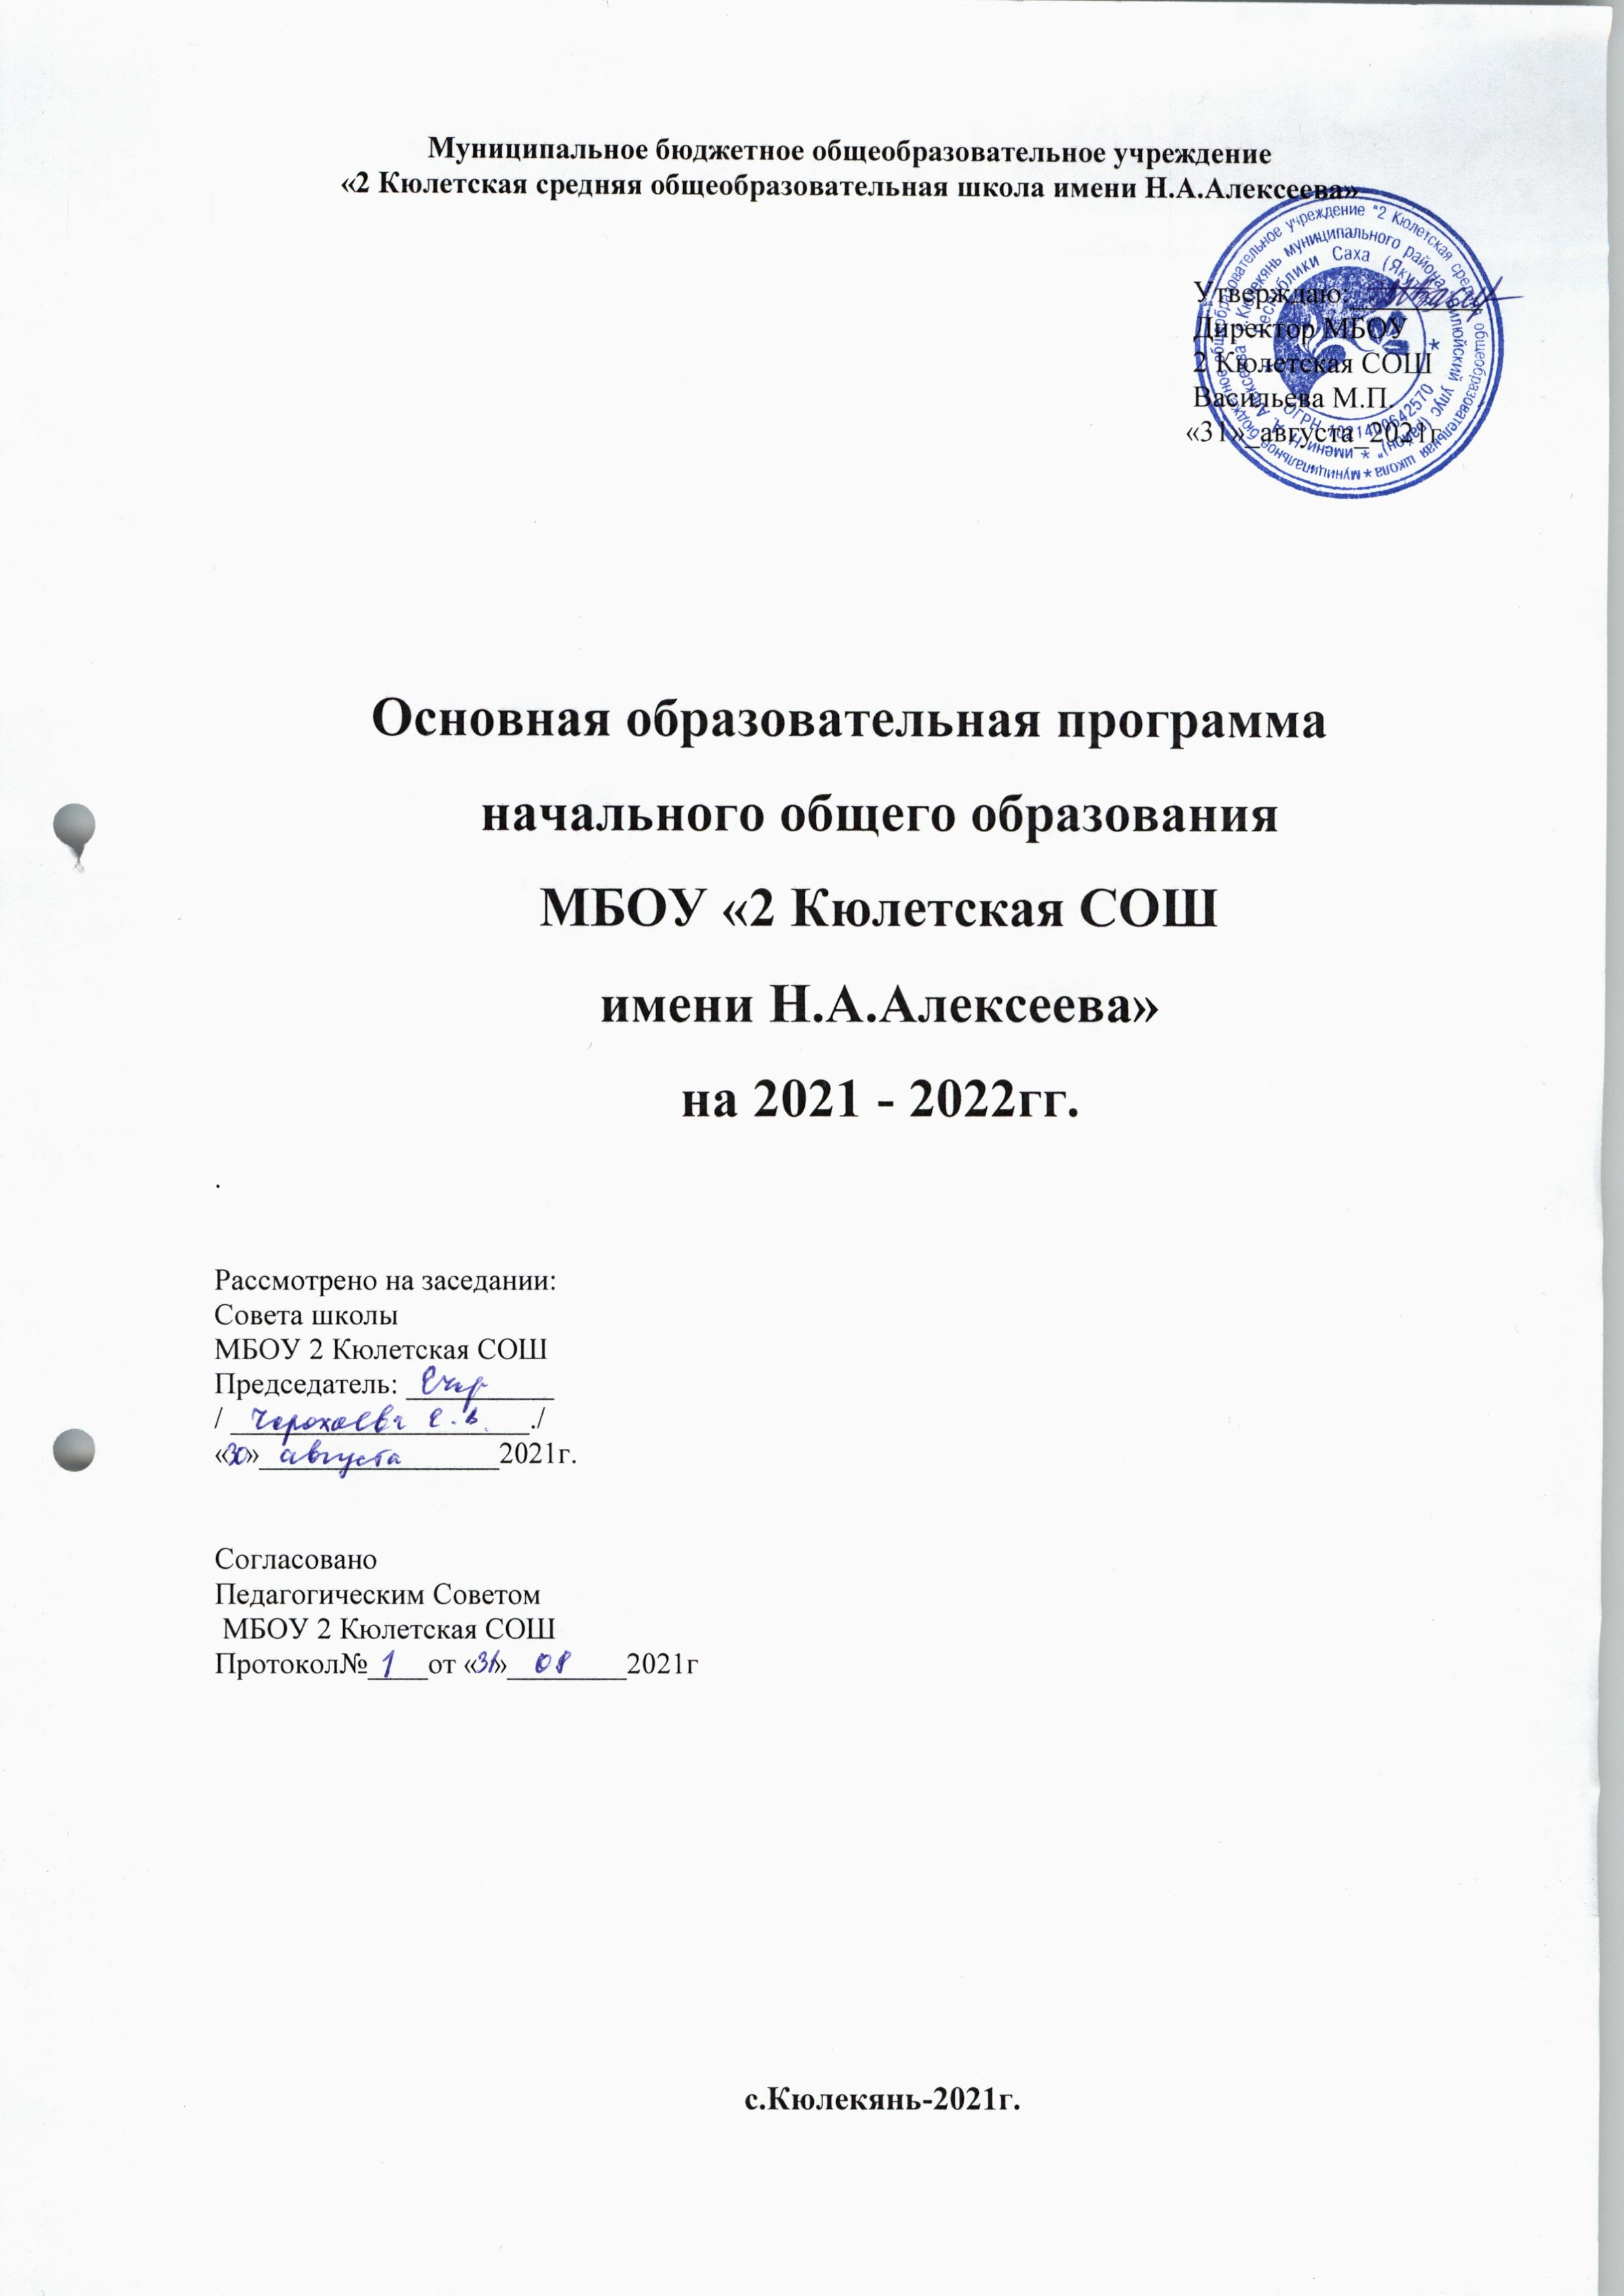 Муниципальное бюджетное общеобразовательное учреждение
«2 Кюлетская средняя общеобразовательная школа имени Н.А.Алексеева»
Утверждаю:
Директор МБОУ
2 Кюлетская СОШ
Васильева М.П.
«31»_августа_2021г
ОГРН 1021400642570
Основная образовательная программа
начального общего образования
МБОУ «2 Кюлетская СОШ
имени Н.А.Алексеева»
на 2021 - 2022гг.
.
Рассмотрено на заседании:
Совета школы
МБОУ 2 Кюлетская СОШ
Председатель:
/ е.в. ./
«30» августа 2021г.
Согласовано
Педагогическим Советом
МБОУ 2 Кюлетская СОШ
Протокол№ 1 от «31» 08 2021г
с.Кюлекянь-2021г.